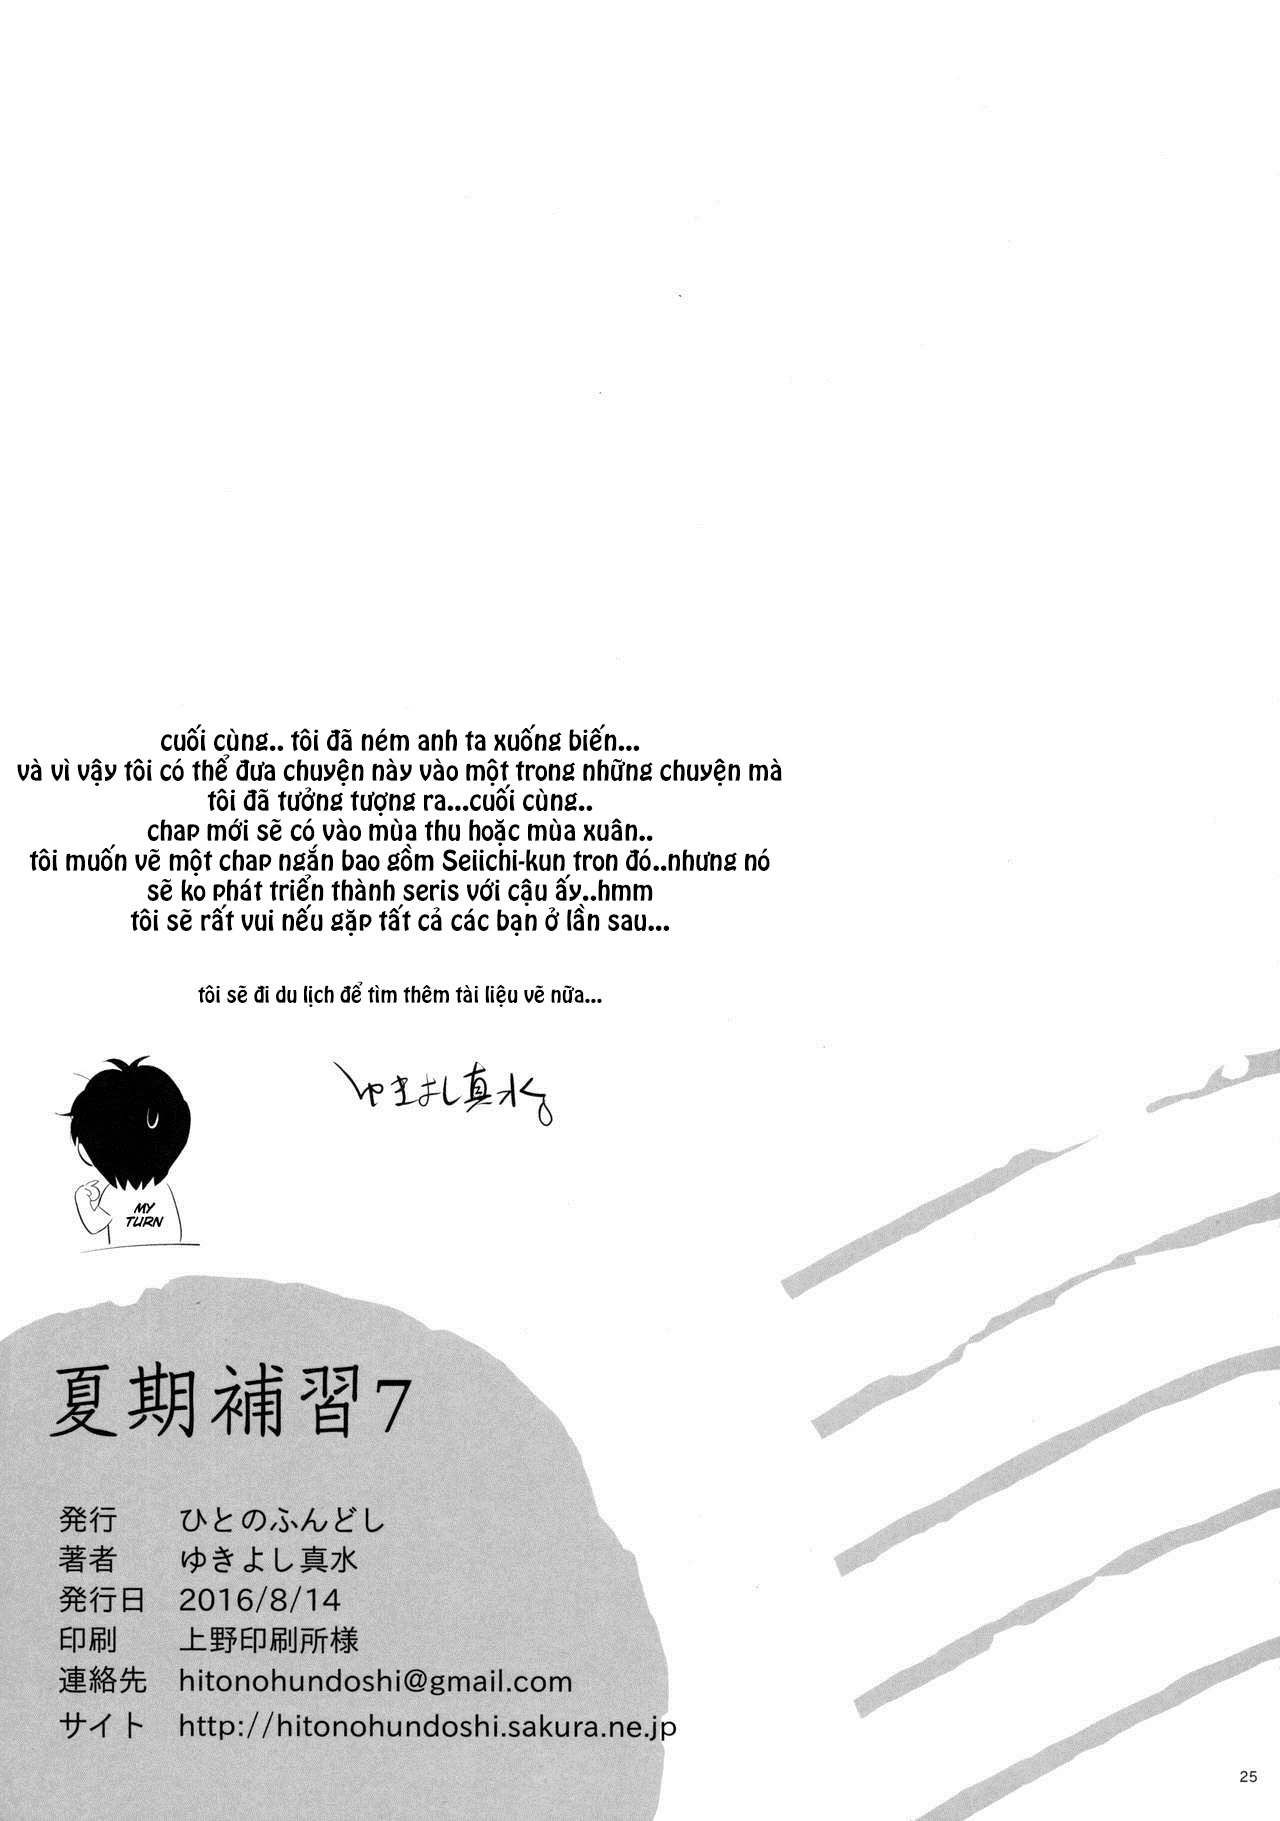 cuối cùng.. tôi đã ném anh ta xuống biến...
và vì vậy tôi có thể đưa chuyện này vào một trong những chuyện mà
tôi đã tưởng tượng ra...cuối cùng..
chap mới sẽ có vào mùa thu hoặc mùa xuân..
tôi muốn vẽ một chap ngắn bao gồm Seiichi-kun tron đó..nhưng nó
sẽ ko phát triển thành seris với cậu ấy..hmm
tôi sẽ rất vui nếu gặp tất cả các bạn ở lần sau...
tôi sẽ đi du lịch để tìm thêm tài liệu vẽ nữa...
ゆきよし真水
MY
TURN
夏期補習7
発行 ひとのふんどし
著者 ゆきよし真水
発行日 2016/8/14
印刷 上野印刷所様
連絡先 hitonohundoshi@gmail.com
サイト http://hitonohundoshi.sakura.ne.jp
25